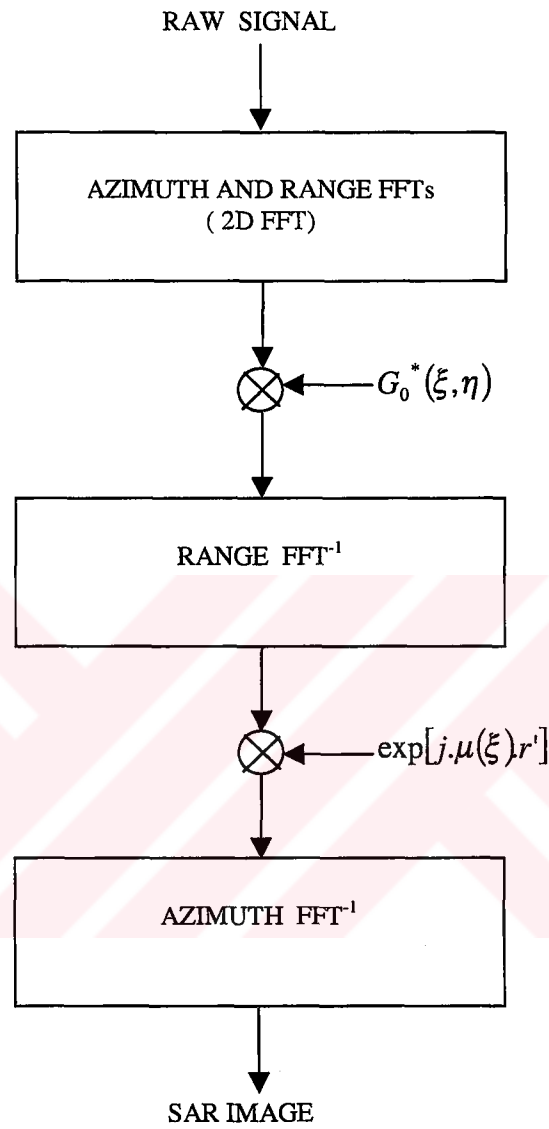 RAW SIGNAL
AZIMUTH AND RANGE FFTs
( 2D FFT)
G₀*(ξ,η)
RANGE FFT⁻¹
exp[j.μ(ξ).r']
AZIMUTH FFT⁻¹
SAR IMAGE